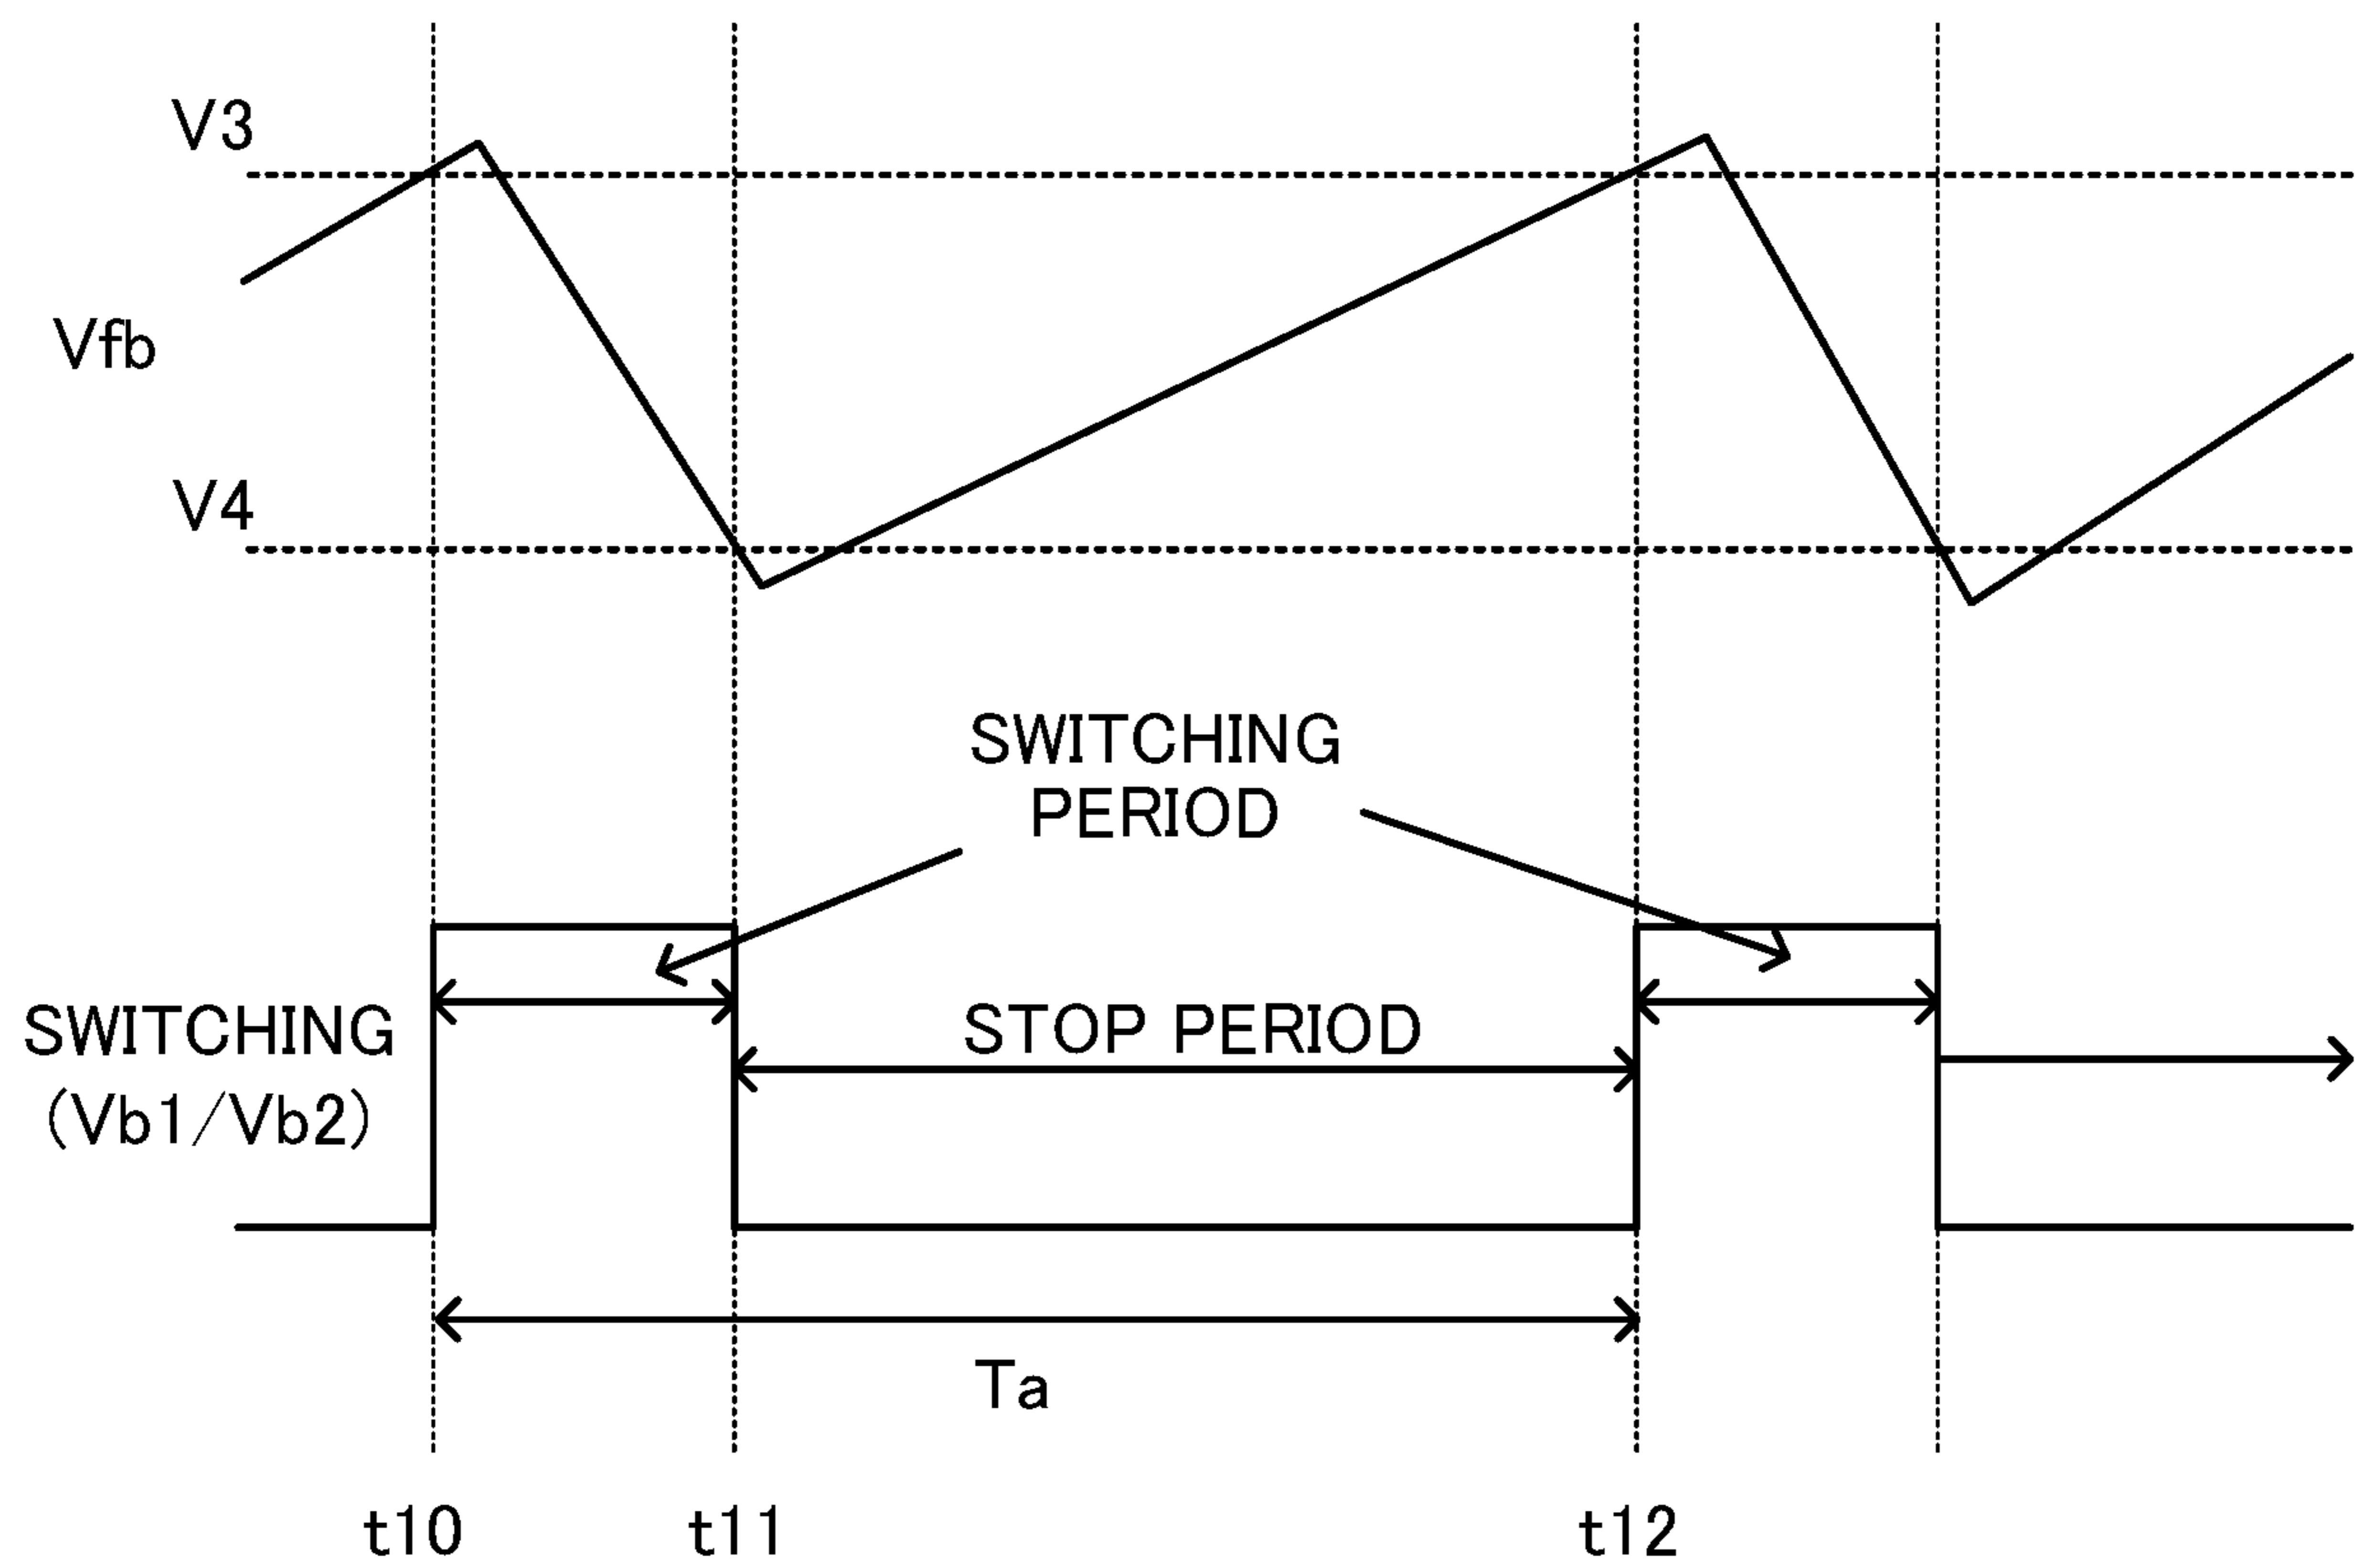 V3
Vfb
V4
SWITCHING
PERIOD
SWITCHING
(Vb1/Vb2)
STOP PERIOD
Ta
t10
t11
t12